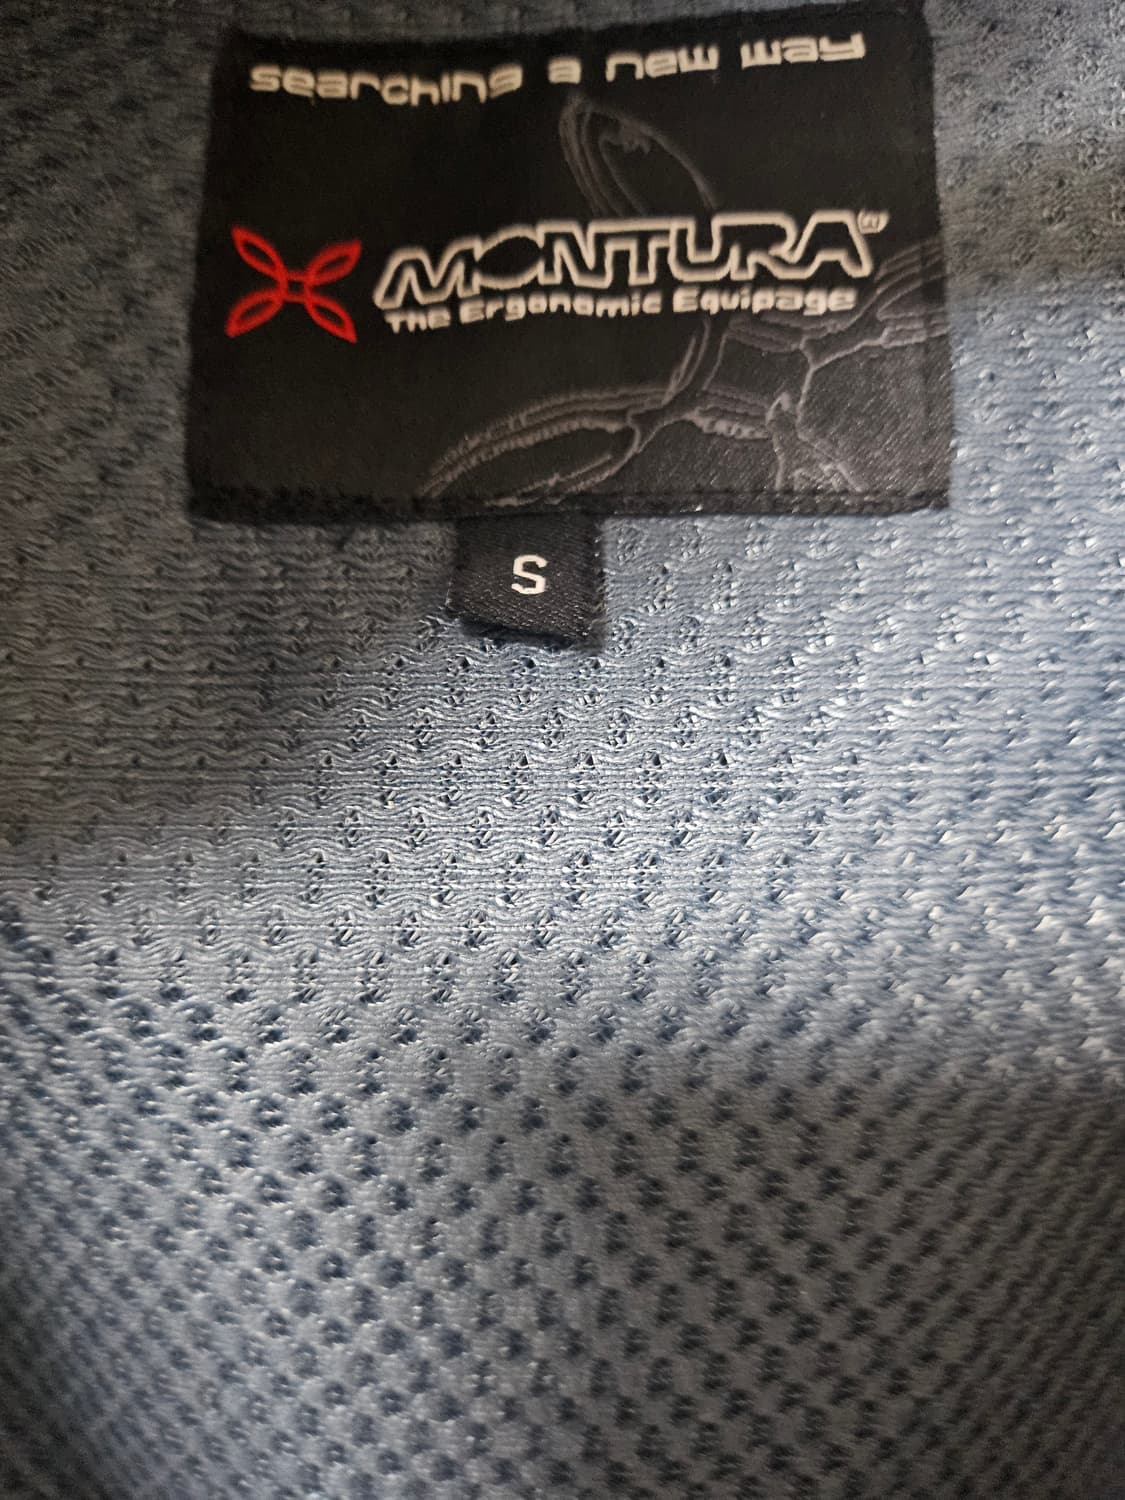 searching a new way
MONTURA (R)
The Ergonomic Equipage
S